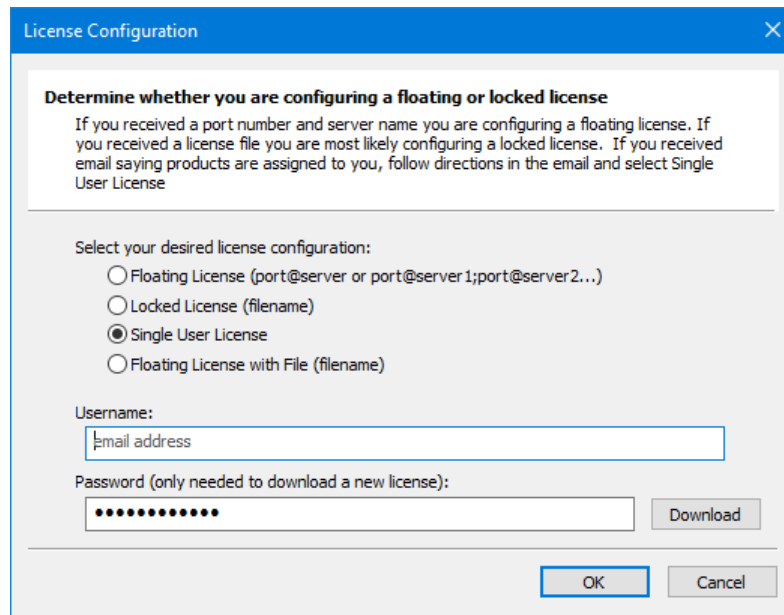 License Configuration
Determine whether you are configuring a floating or locked license
If you received a port number and server name you are configuring a floating license. If
you received a license file you are most likely configuring a locked license.  If you received
email saying products are assigned to you, follow directions in the email and select Single
User License
Select your desired license configuration:
Floating License (port@server or port@server1;port@server2...)
Locked License (filename)
Single User License
Floating License with File (filename)
Username:
email address
Password (only needed to download a new license):
●●●●●●●●●●●●
Download
OK
Cancel